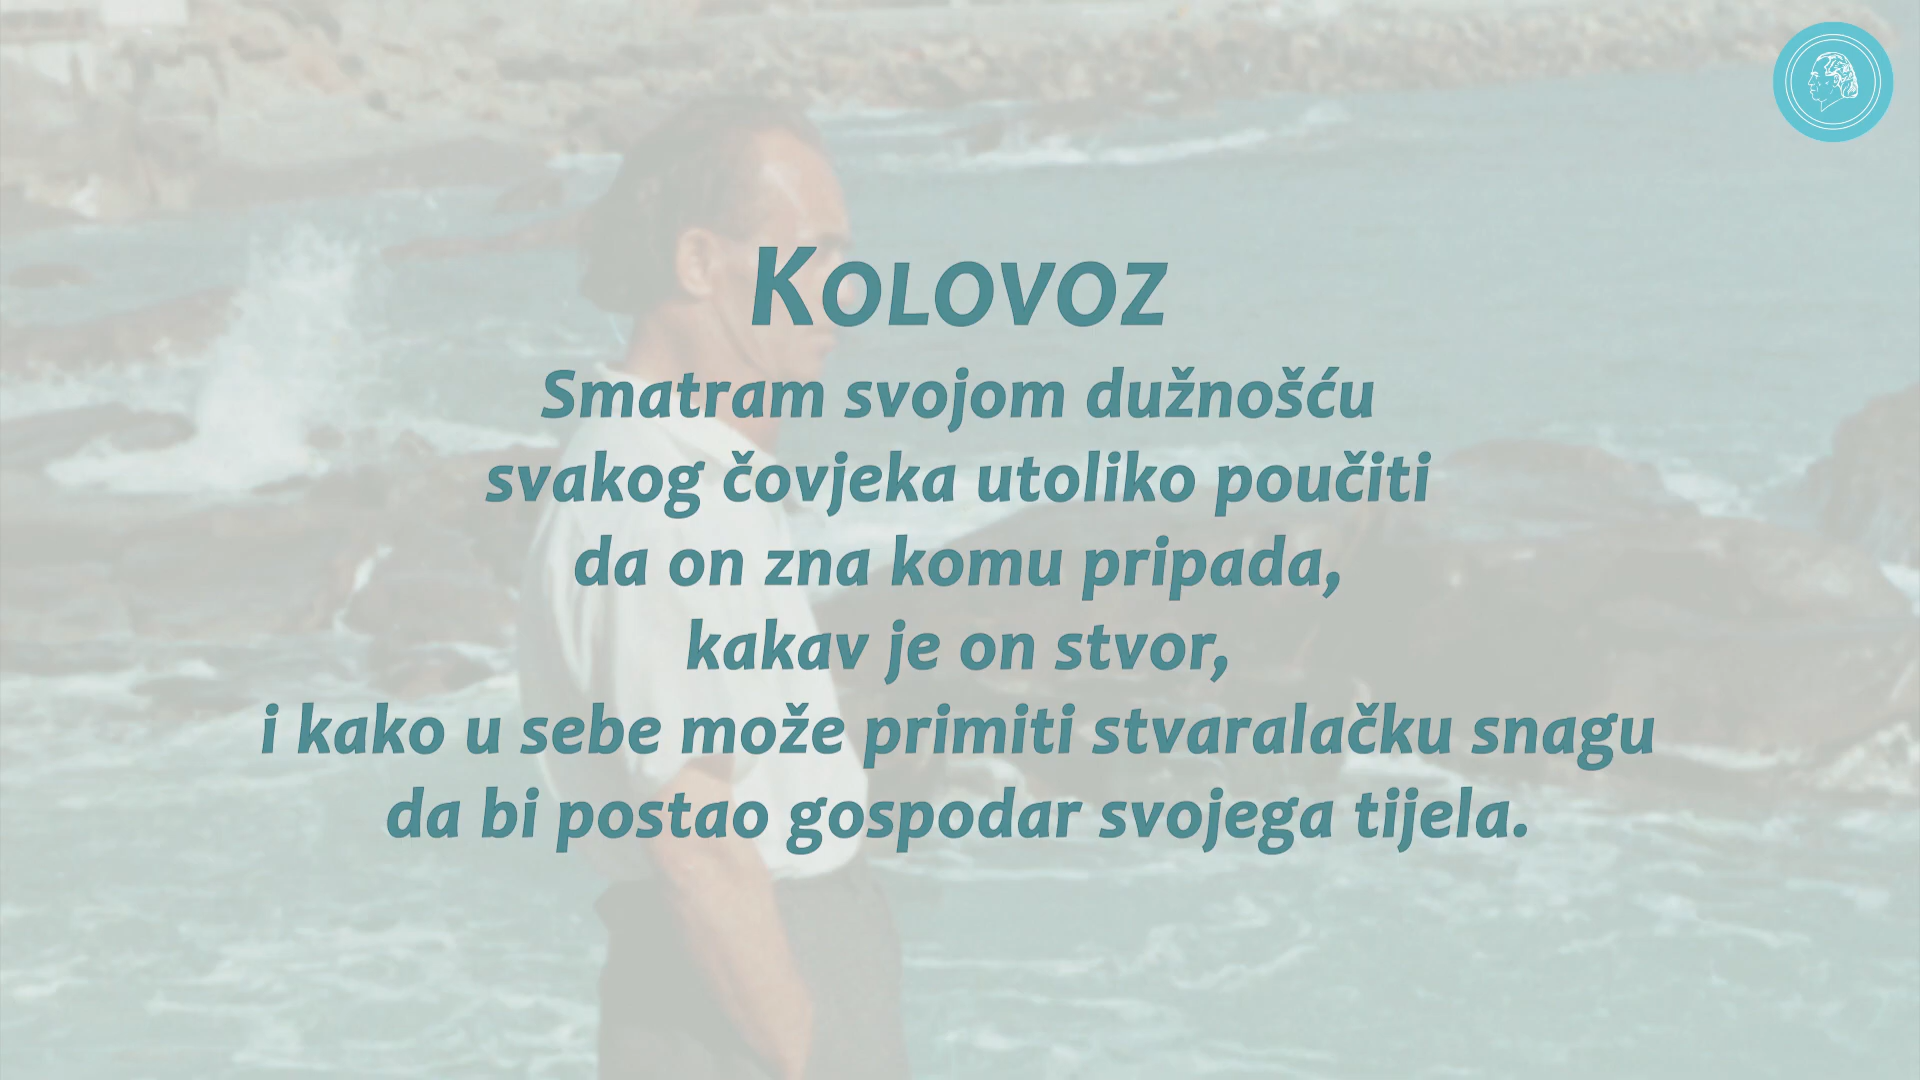 Kolovoz
Smatram svojom dužnošću
svakog čovjeka utoliko poučiti
da on zna komu pripada,
kakav je on stvor,
i kako u sebe može primiti stvaralačku snagu
da bi postao gospodar svojega tijela.